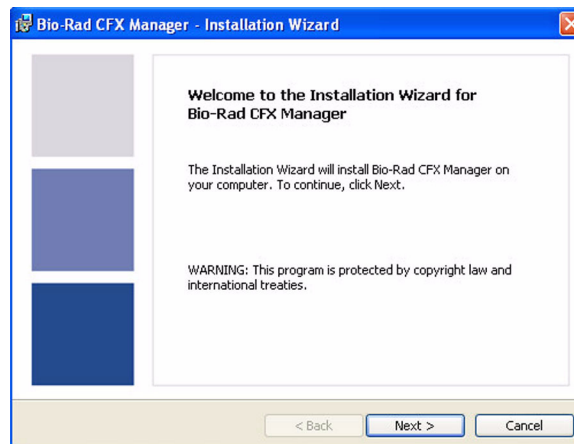 Bio-Rad CFX Manager - Installation Wizard
Welcome to the Installation Wizard for
Bio-Rad CFX Manager
The Installation Wizard will install Bio-Rad CFX Manager on
your computer. To continue, click Next.
WARNING: This program is protected by copyright law and
international treaties.
< Back
Next >
Cancel